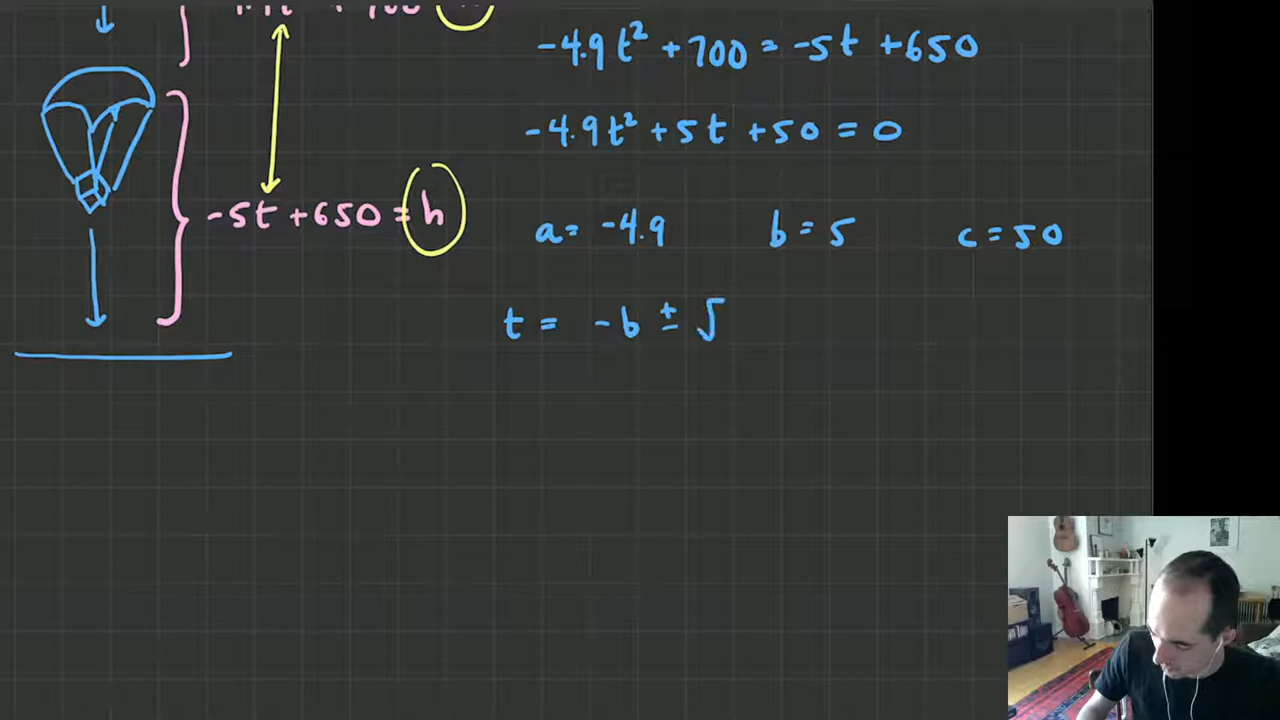 -4.9t² + 700 = -5t + 650
-4.9t² + 5t + 50 = 0
-5t + 650 = h
a = -4.9 b = 5 c = 50
t = -b ± √